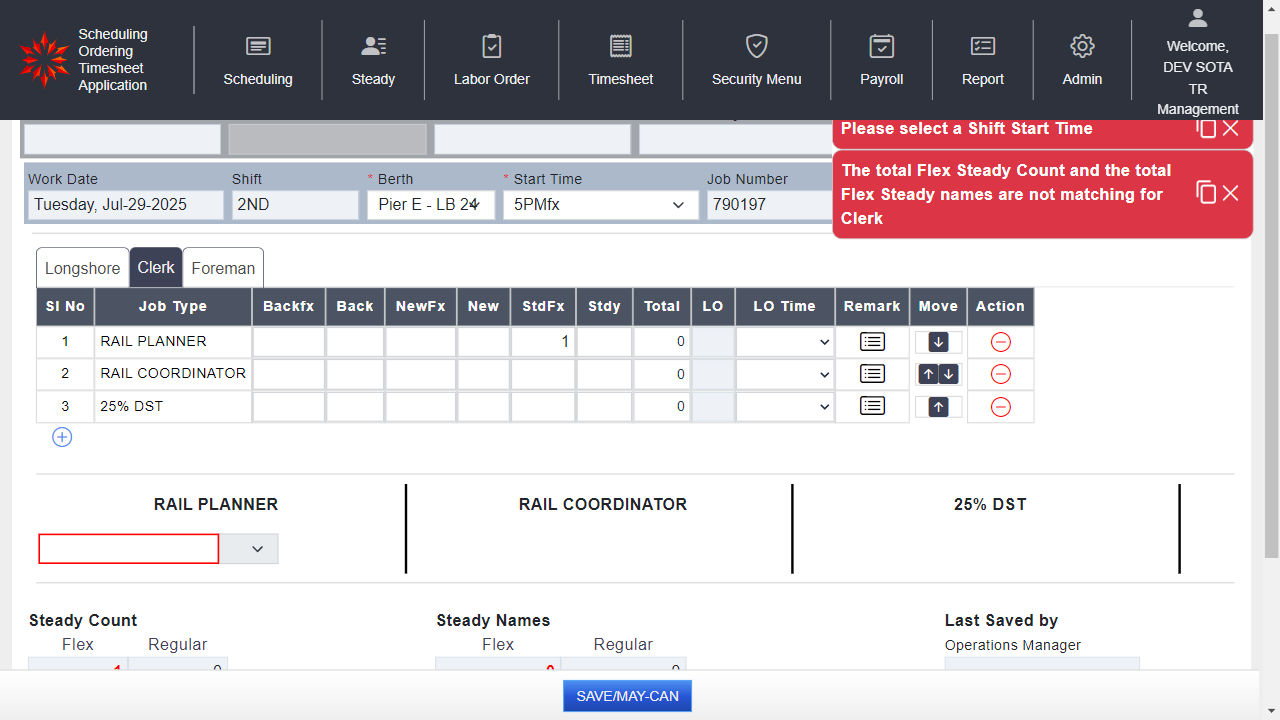 Scheduling
Ordering
Timesheet
Application
Scheduling
Steady
Labor Order
Timesheet
Security Menu
Payroll
Report
Admin
Welcome,
DEV SOTA
TR
Management
Please select a Shift Start Time
The total Flex Steady Count and the total
Flex Steady names are not matching for
Clerk
Work Date Shift * Berth * Start Time Job Number
Tuesday, Jul-29-2025 2ND Pier E - LB 24 5PMfx 790197
Longshore Clerk Foreman
Sl No Job Type Backfx Back NewFx New StdFx Stdy Total LO LO Time Remark Move Action
1 RAIL PLANNER 1 0
2 RAIL COORDINATOR 0
3 25% DST 0
RAIL PLANNER RAIL COORDINATOR 25% DST
Steady Count Steady Names Last Saved by
Flex Regular Flex Regular Operations Manager
SAVE/MAY-CAN